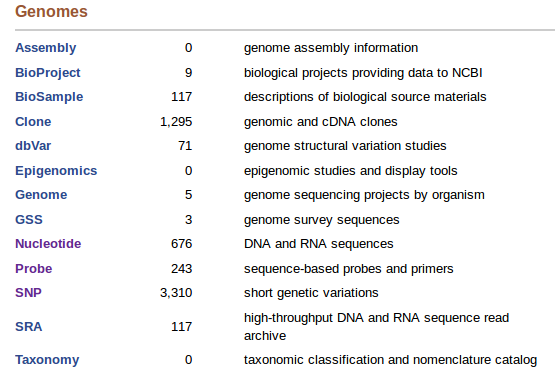 Genomes
Assembly 0 genome assembly information
BioProject 9 biological projects providing data to NCBI
BioSample 117 descriptions of biological source materials
Clone 1,295 genomic and cDNA clones
dbVar 71 genome structural variation studies
Epigenomics 0 epigenomic studies and display tools
Genome 5 genome sequencing projects by organism
GSS 3 genome survey sequences
Nucleotide 676 DNA and RNA sequences
Probe 243 sequence-based probes and primers
SNP 3,310 short genetic variations
SRA 117 high-throughput DNA and RNA sequence read
archive
Taxonomy 0 taxonomic classification and nomenclature catalog